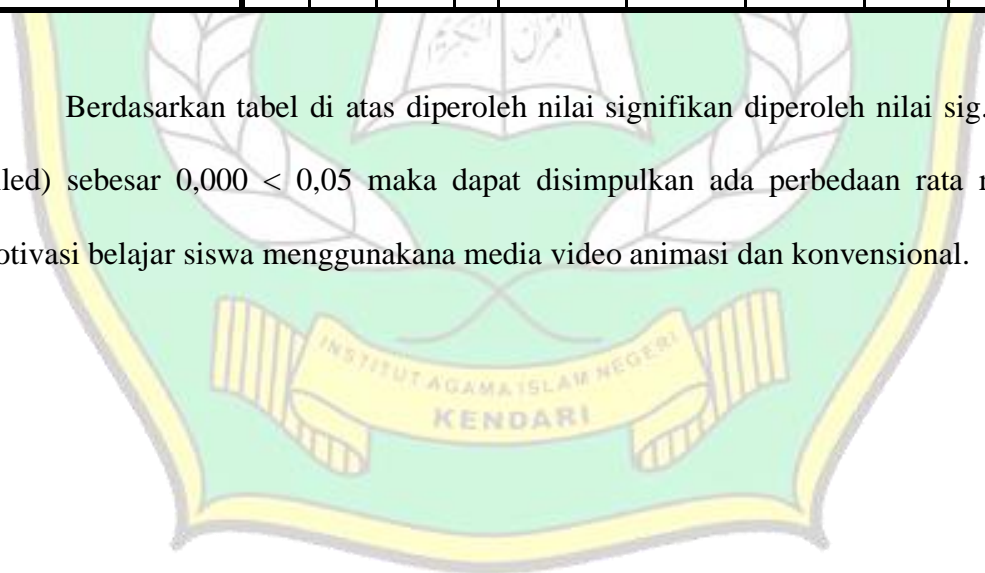 Berdasarkan tabel di atas diperoleh nilai signifikan diperoleh nilai sig.
led) sebesar 0,000 < 0,05 maka dapat disimpulkan ada perbedaan rata
otivasi belajar siswa menggunakana media video animasi dan konvensional.
INSTITUT AGAMA ISLAM NEGERI
KENDARI